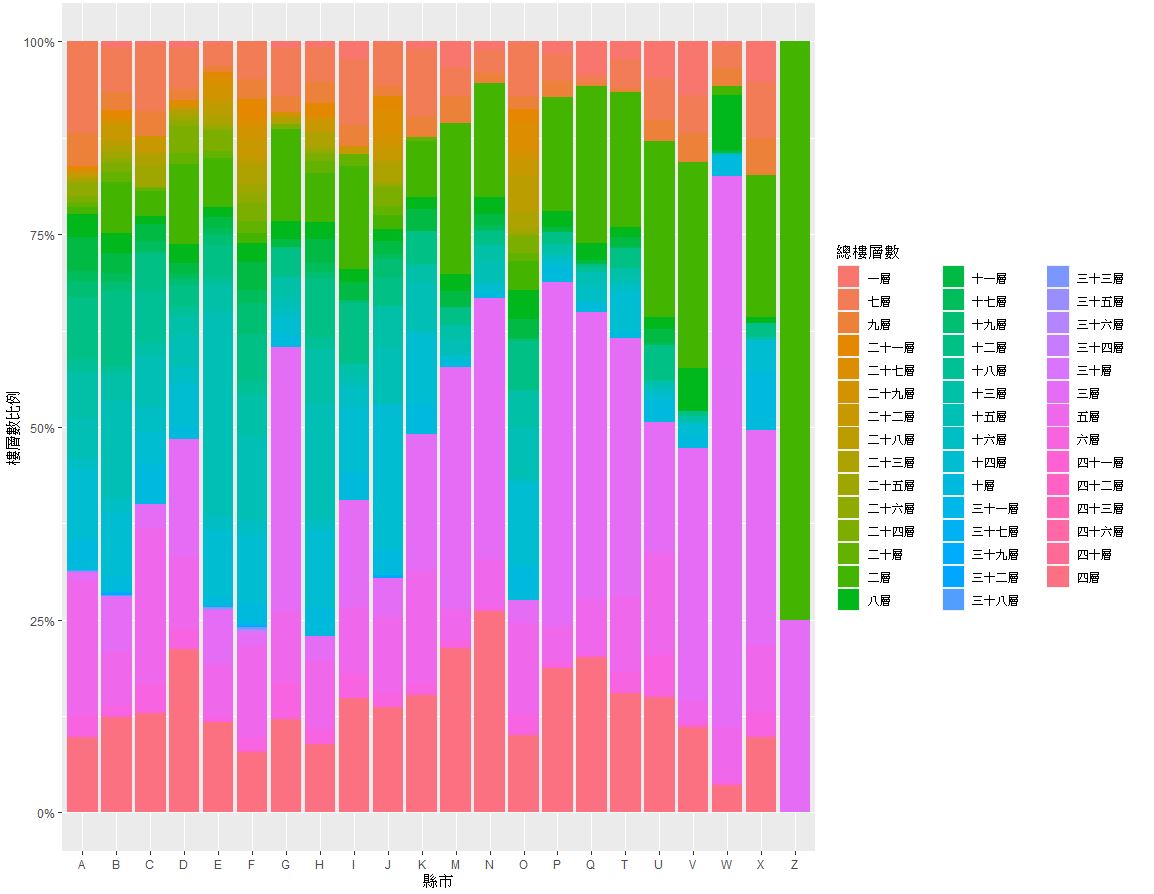 100%
75%
50%
25%
0%
樓層數比例
A B C D E F G H I J K M N O P Q T U V W X Z
縣市
總樓層數
一層
七層
九層
二十一層
二十七層
二十九層
二十二層
二十八層
二十三層
二十五層
二十六層
二十四層
二十層
二層
八層
十一層
十七層
十九層
十二層
十八層
十三層
十五層
十六層
十四層
十層
三十一層
三十七層
三十九層
三十二層
三十八層
三十三層
三十五層
三十六層
三十四層
三十層
三層
五層
六層
四十一層
四十二層
四十三層
四十六層
四十層
四層